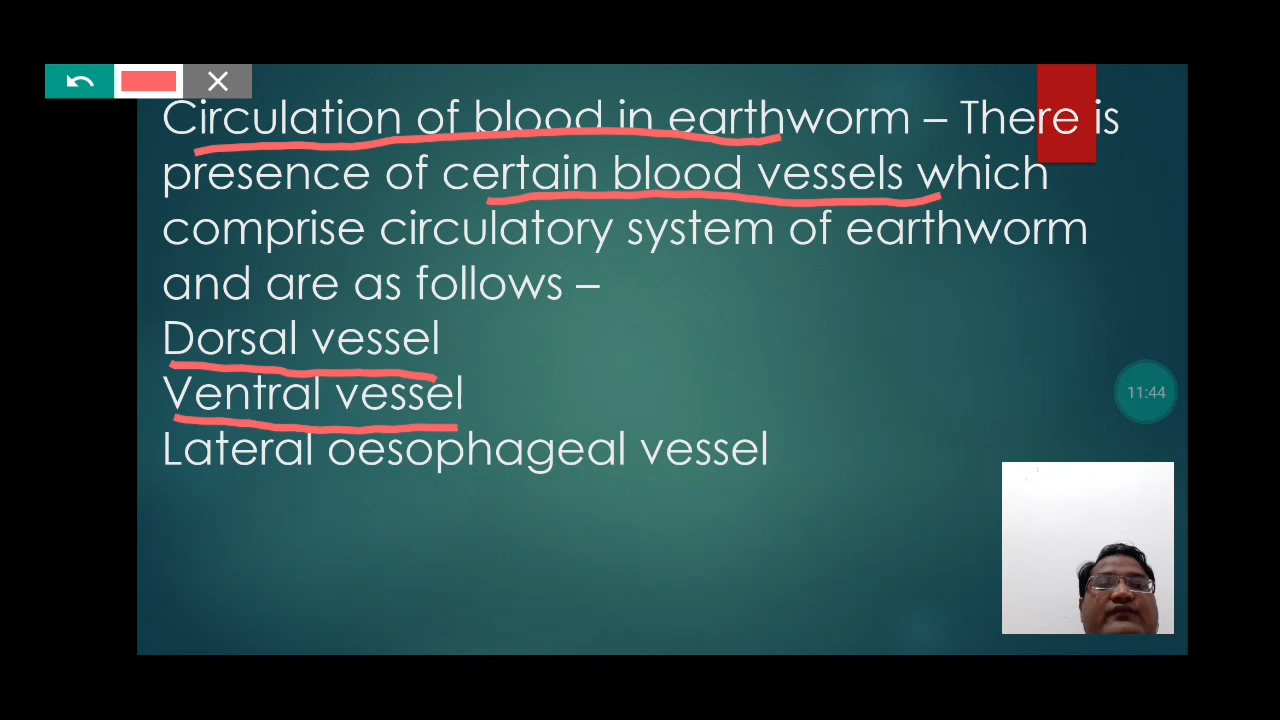 Circulation of blood in earthworm – There is
presence of certain blood vessels which
comprise circulatory system of earthworm
and are as follows –
Dorsal vessel
Ventral vessel
Lateral oesophageal vessel
11:44